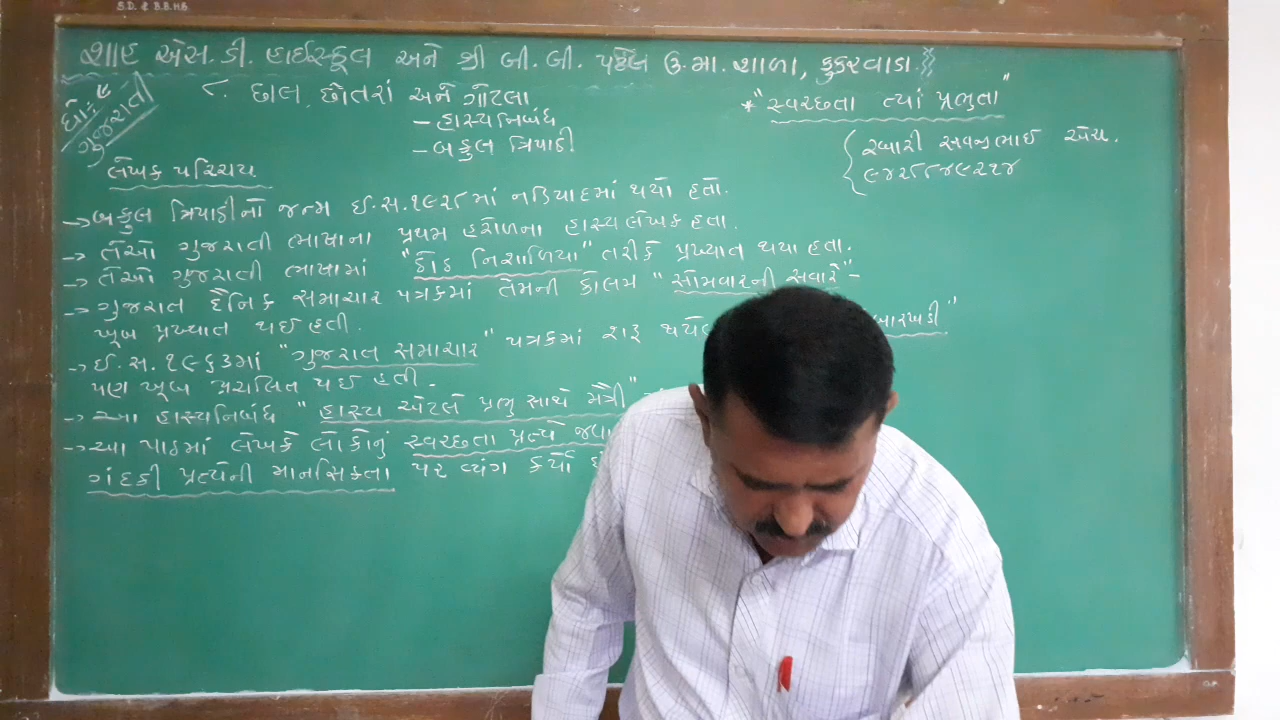 S.D. & B.B.H.B.
શાહ એસ.ડી. હાઈસ્કૂલ અને શ્રી બી.બી. પટેલ ઉ.મા. શાળા, કુકરવાડા.
ધો:- ૯
ગુજરાતી
૮. છાલ, છોતરાં અને ગોટલા
- હાસ્યનિબંધ
- બકુલ ત્રિપાઠી
* "સ્વચ્છતા ત્યાં પ્રભુતા"
રબારી એચ.
લેખક પરિચય
→ બકુલ ત્રિપાઠીનો જન્મ ઈ.સ.૧૯૨૮માં નડિયાદમાં થયો હતો.
→ તેઓ ગુજરાતી ભાષાના પ્રથમ હરોળના હાસ્ય લેખક હતા.
→ તેઓ ગુજરાતી ભાષામાં "ઠોઠ નિશાળિયા" તરીકે પ્રખ્યાત થયા હતા.
→ ગુજરાત દૈનિક સમાચાર પત્રકમાં તેમની કોલમ "સોમવારની સવારે" -
ખૂબ પ્રખ્યાત થઈ હતી.
→ ઈ.સ.૧૯૬૩માં "ગુજરાત સમાચાર" પત્રકમાં શરૂ થયેલ બારખડી"
પણ ખૂબ પ્રચલિત થઈ હતી.
→ આ હાસ્યનિબંધ "હાસ્ય એટલે પ્રભુ સાથે મૈત્રી"
→ આ પાઠમાં લેખકે લોકોનું સ્વચ્છતા પ્રત્યે
ગંદકી પ્રત્યેની માનસિકતા પર વ્યંગ કર્યો